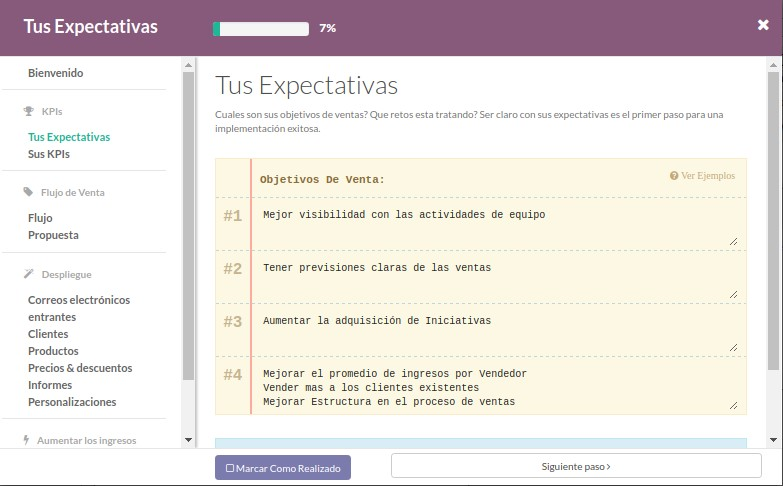 Tus Expectativas
7%
Bienvenido
KPIs
Tus Expectativas
Sus KPIs
Flujo de Venta
Flujo
Propuesta
Despliegue
Correos electrónicos
entrantes
Clientes
Productos
Precios & descuentos
Informes
Personalizaciones
Aumentar los ingresos
Tus Expectativas
Cuales son sus objetivos de ventas? Que retos esta tratando? Ser claro con sus expectativas es el primer paso para una
implementación exitosa.
Objetivos De Venta:
Ver Ejemplos
#1 Mejor visibilidad con las actividades de equipo
#2 Tener previsiones claras de las ventas
#3 Aumentar la adquisición de Iniciativas
#4 Mejorar el promedio de ingresos por Vendedor
Vender mas a los clientes existentes
Mejorar Estructura en el proceso de ventas
Marcar Como Realizado
Siguiente paso